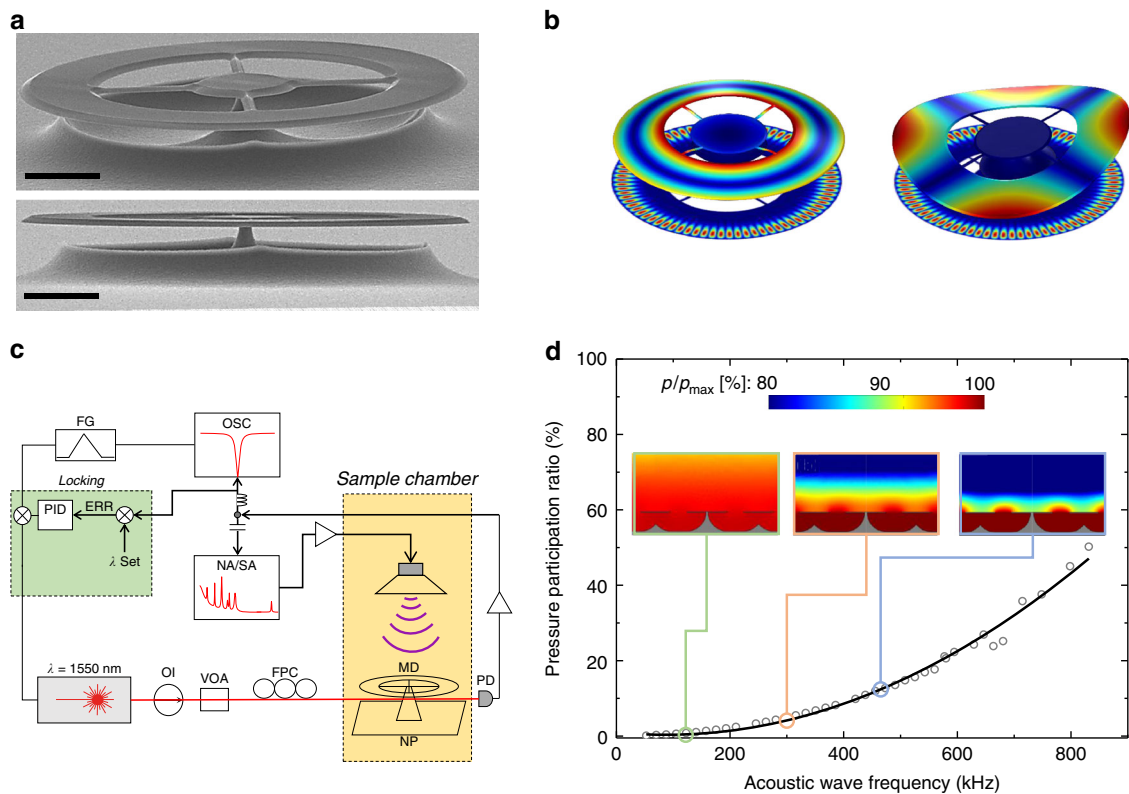 a
b
c
FG
OSC
Locking
PID
ERR
λ Set
NA/SA
Sample chamber
λ = 1550 nm
OI
VOA
FPC
MD
NP
PD
d
p/pmax [%]: 80 90 100
Pressure participation ratio (%)
100
80
60
40
20
0
0 200 400 600 800
Acoustic wave frequency (kHz)